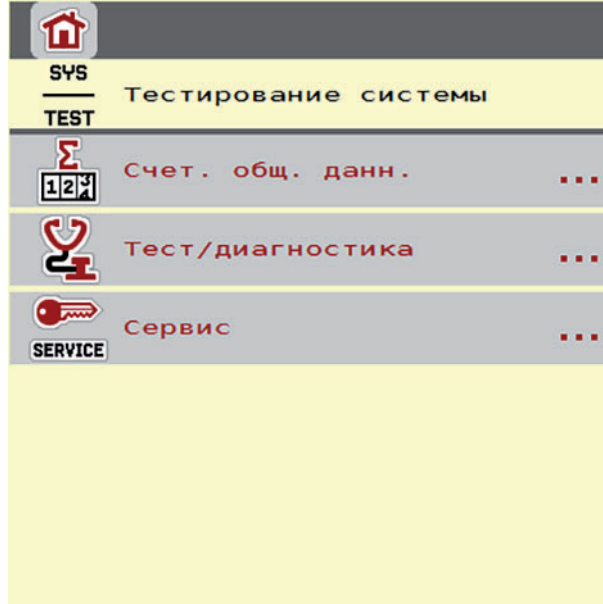 SYS
TEST
Тестирование системы
Счет. общ. данн.
...
Тест/диагностика
...
Сервис
...
SERVICE